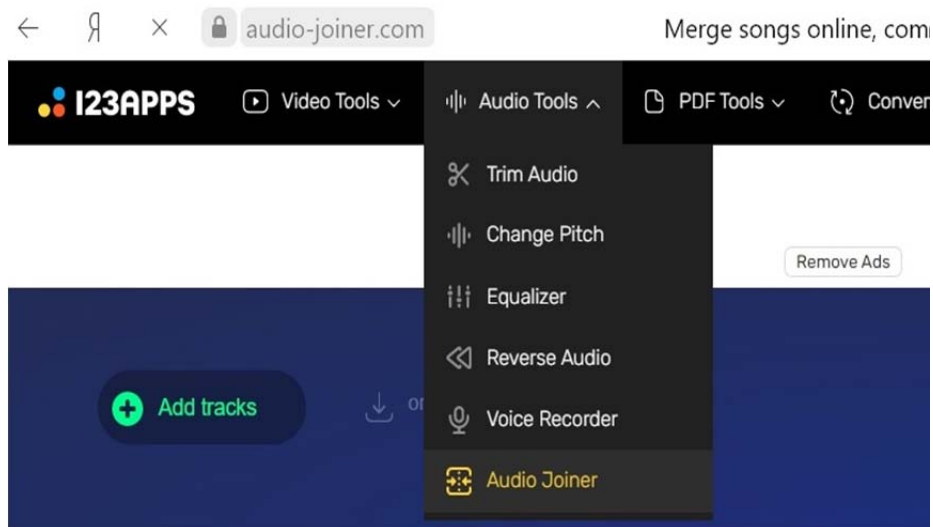 Я audio-joiner.com Merge songs online, com
123APPS Video Tools Audio Tools PDF Tools Conver
Trim Audio
Change Pitch
Remove Ads
Equalizer
Reverse Audio
Add tracks or
Voice Recorder
Audio Joiner